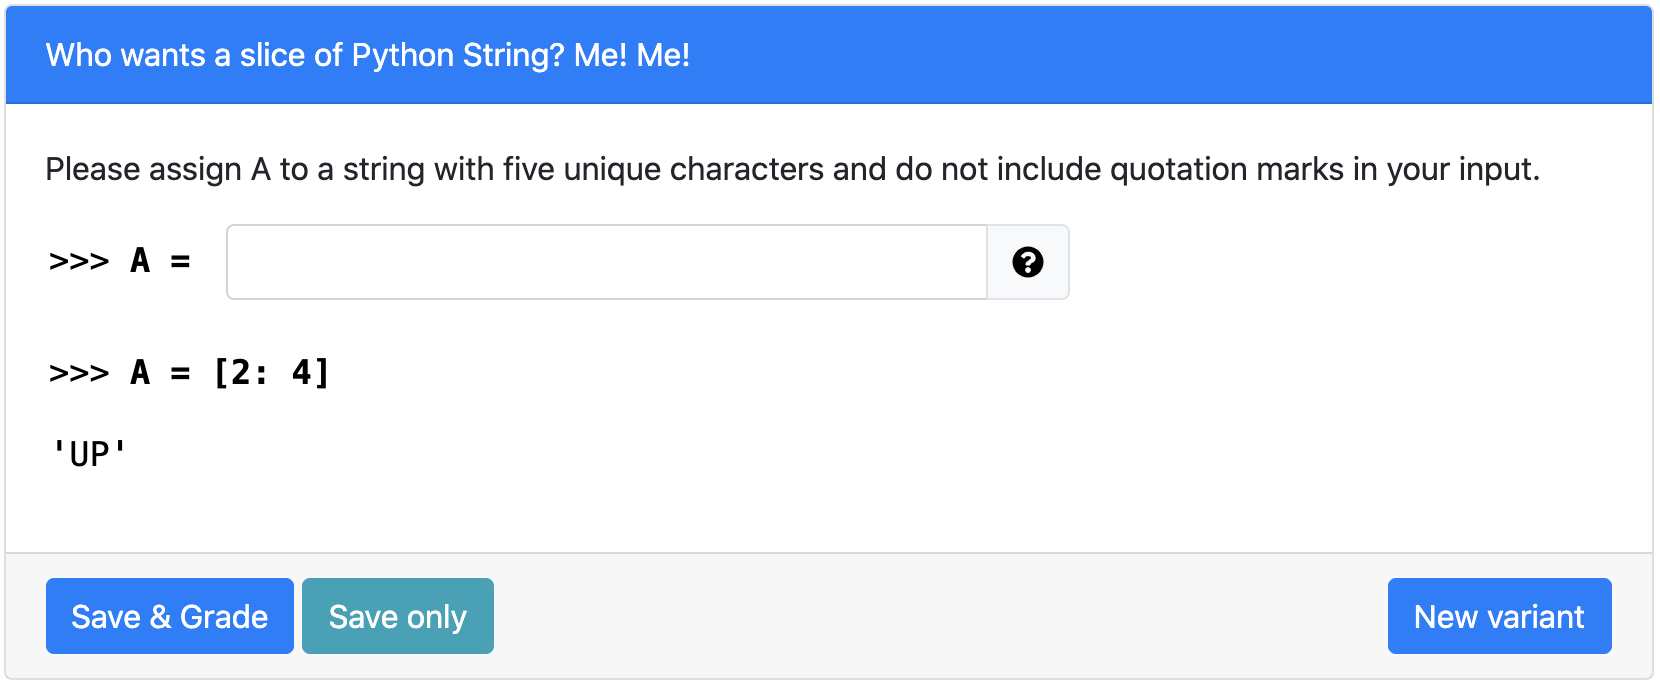 Who wants a slice of Python String? Me! Me!
Please assign A to a string with five unique characters and do not include quotation marks in your input.
>>> A =
?
>>> A = [2: 4]
'UP'
Save & Grade Save only New variant